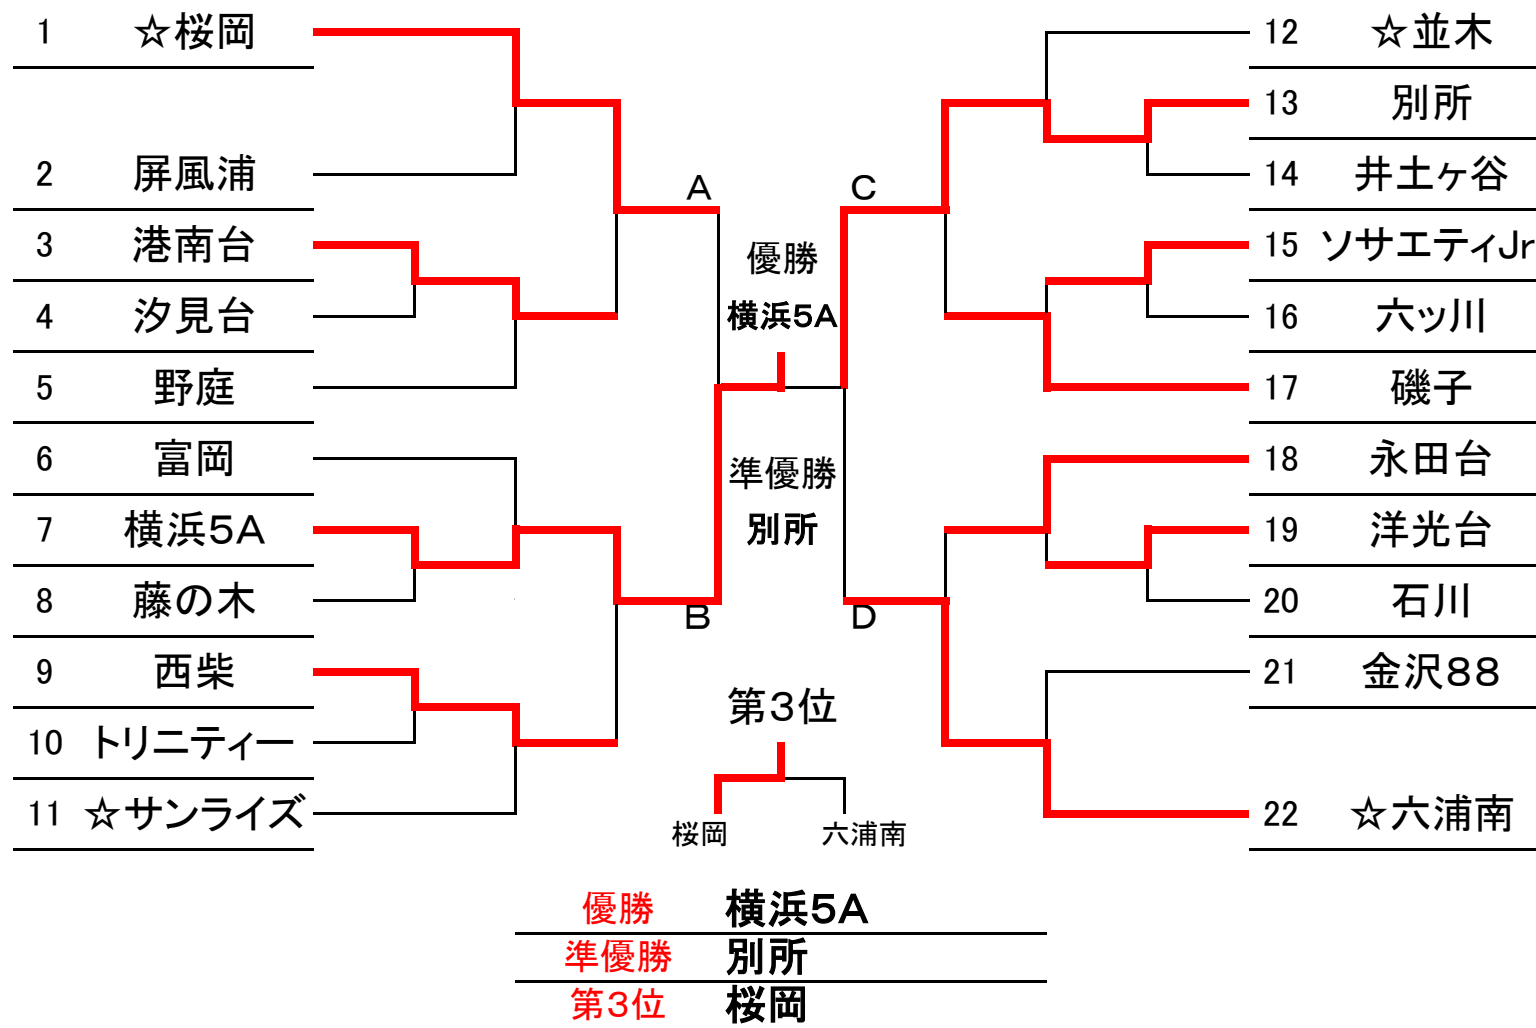 1 ☆桜岡
2 屏風浦
3 港南台
4 汐見台
5 野庭
6 富岡
7 横浜5A
8 藤の木
9 西柴
10 トリニティー
11 ☆サンライズ
A
B
C
D
優勝
横浜5A
準優勝
別所
第3位
桜岡 六浦南
12 ☆並木
13 別所
14 井土ヶ谷
15 ソサエティJr
16 六ッ川
17 磯子
18 永田台
19 洋光台
20 石川
21 金沢88
22 ☆六浦南
優勝 横浜5A
準優勝 別所
第3位 桜岡